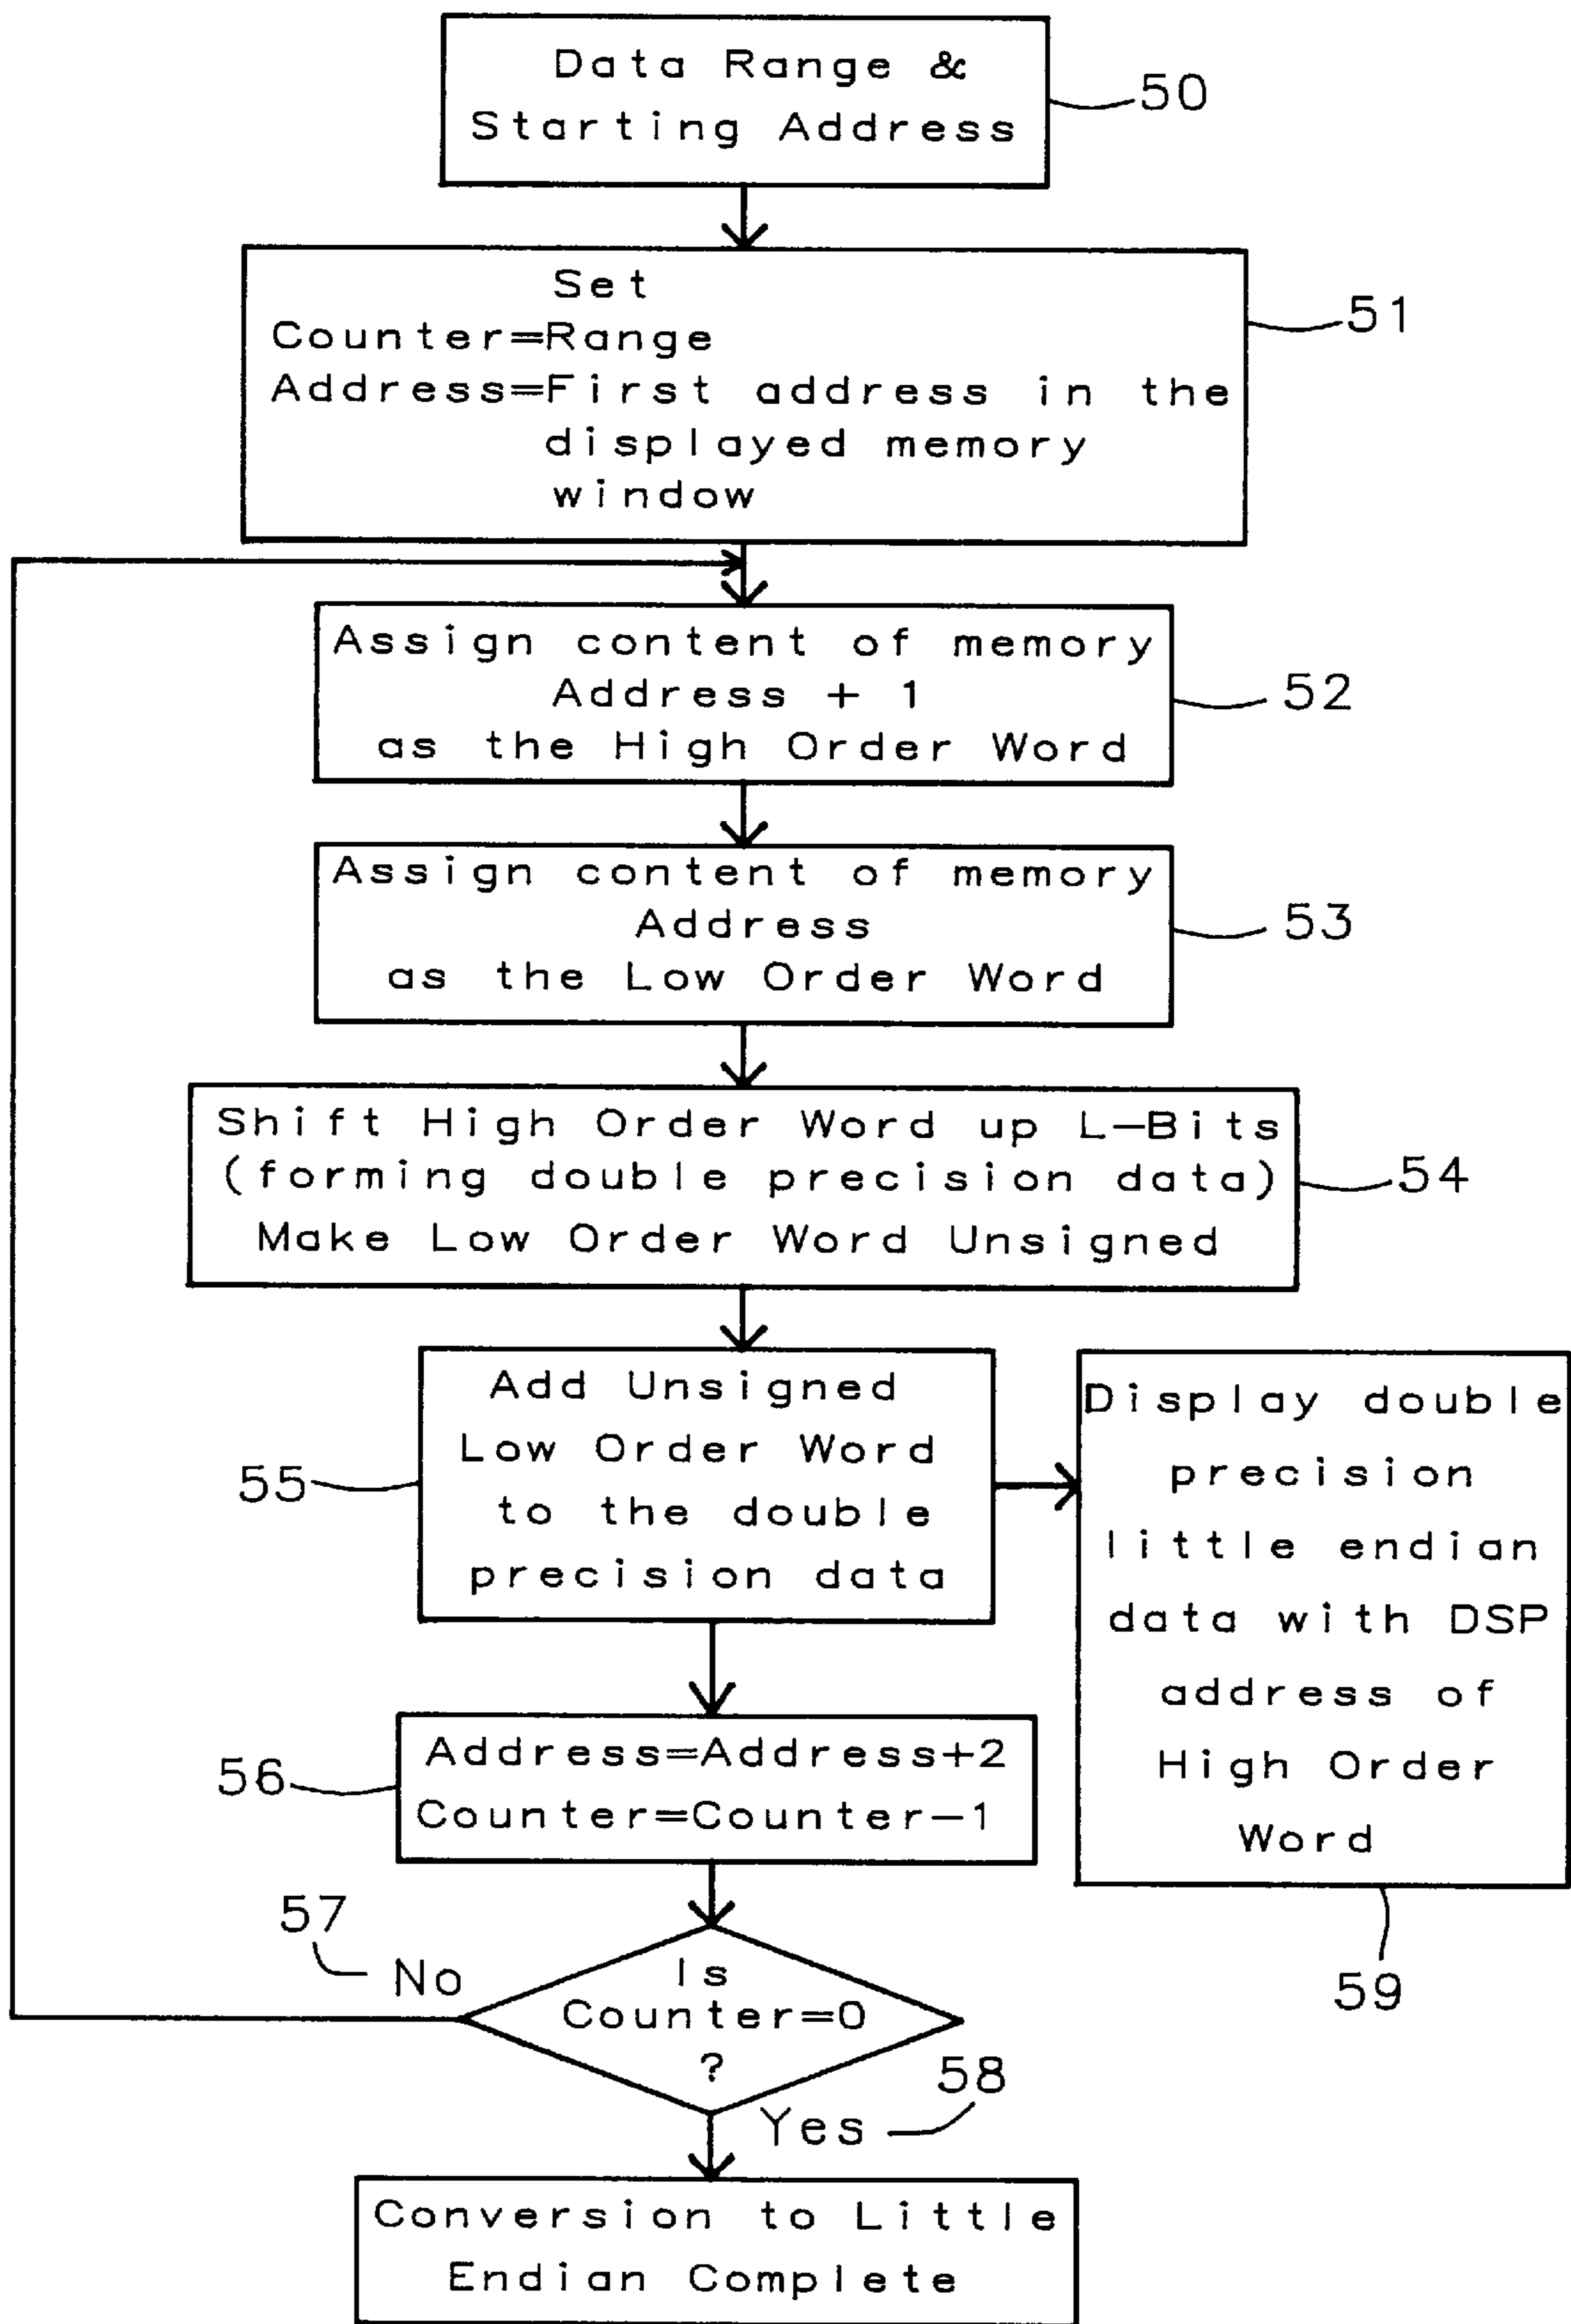 Data Range &
Starting Address
50
Set
Counter=Range
Address=First address in the
displayed memory
window
51
Assign content of memory
Address + 1
as the High Order Word
52
Assign content of memory
Address
as the Low Order Word
53
Shift High Order Word up L-Bits
(forming double precision data)
Make Low Order Word Unsigned
54
Add Unsigned
Low Order Word
to the double
precision data
55
Display double
precision
little endian
data with DSP
address of
High Order
Word
59
Address=Address+2
Counter=Counter-1
56
57
No
Is
Counter=0
?
58
Yes
Conversion to Little
Endian Complete